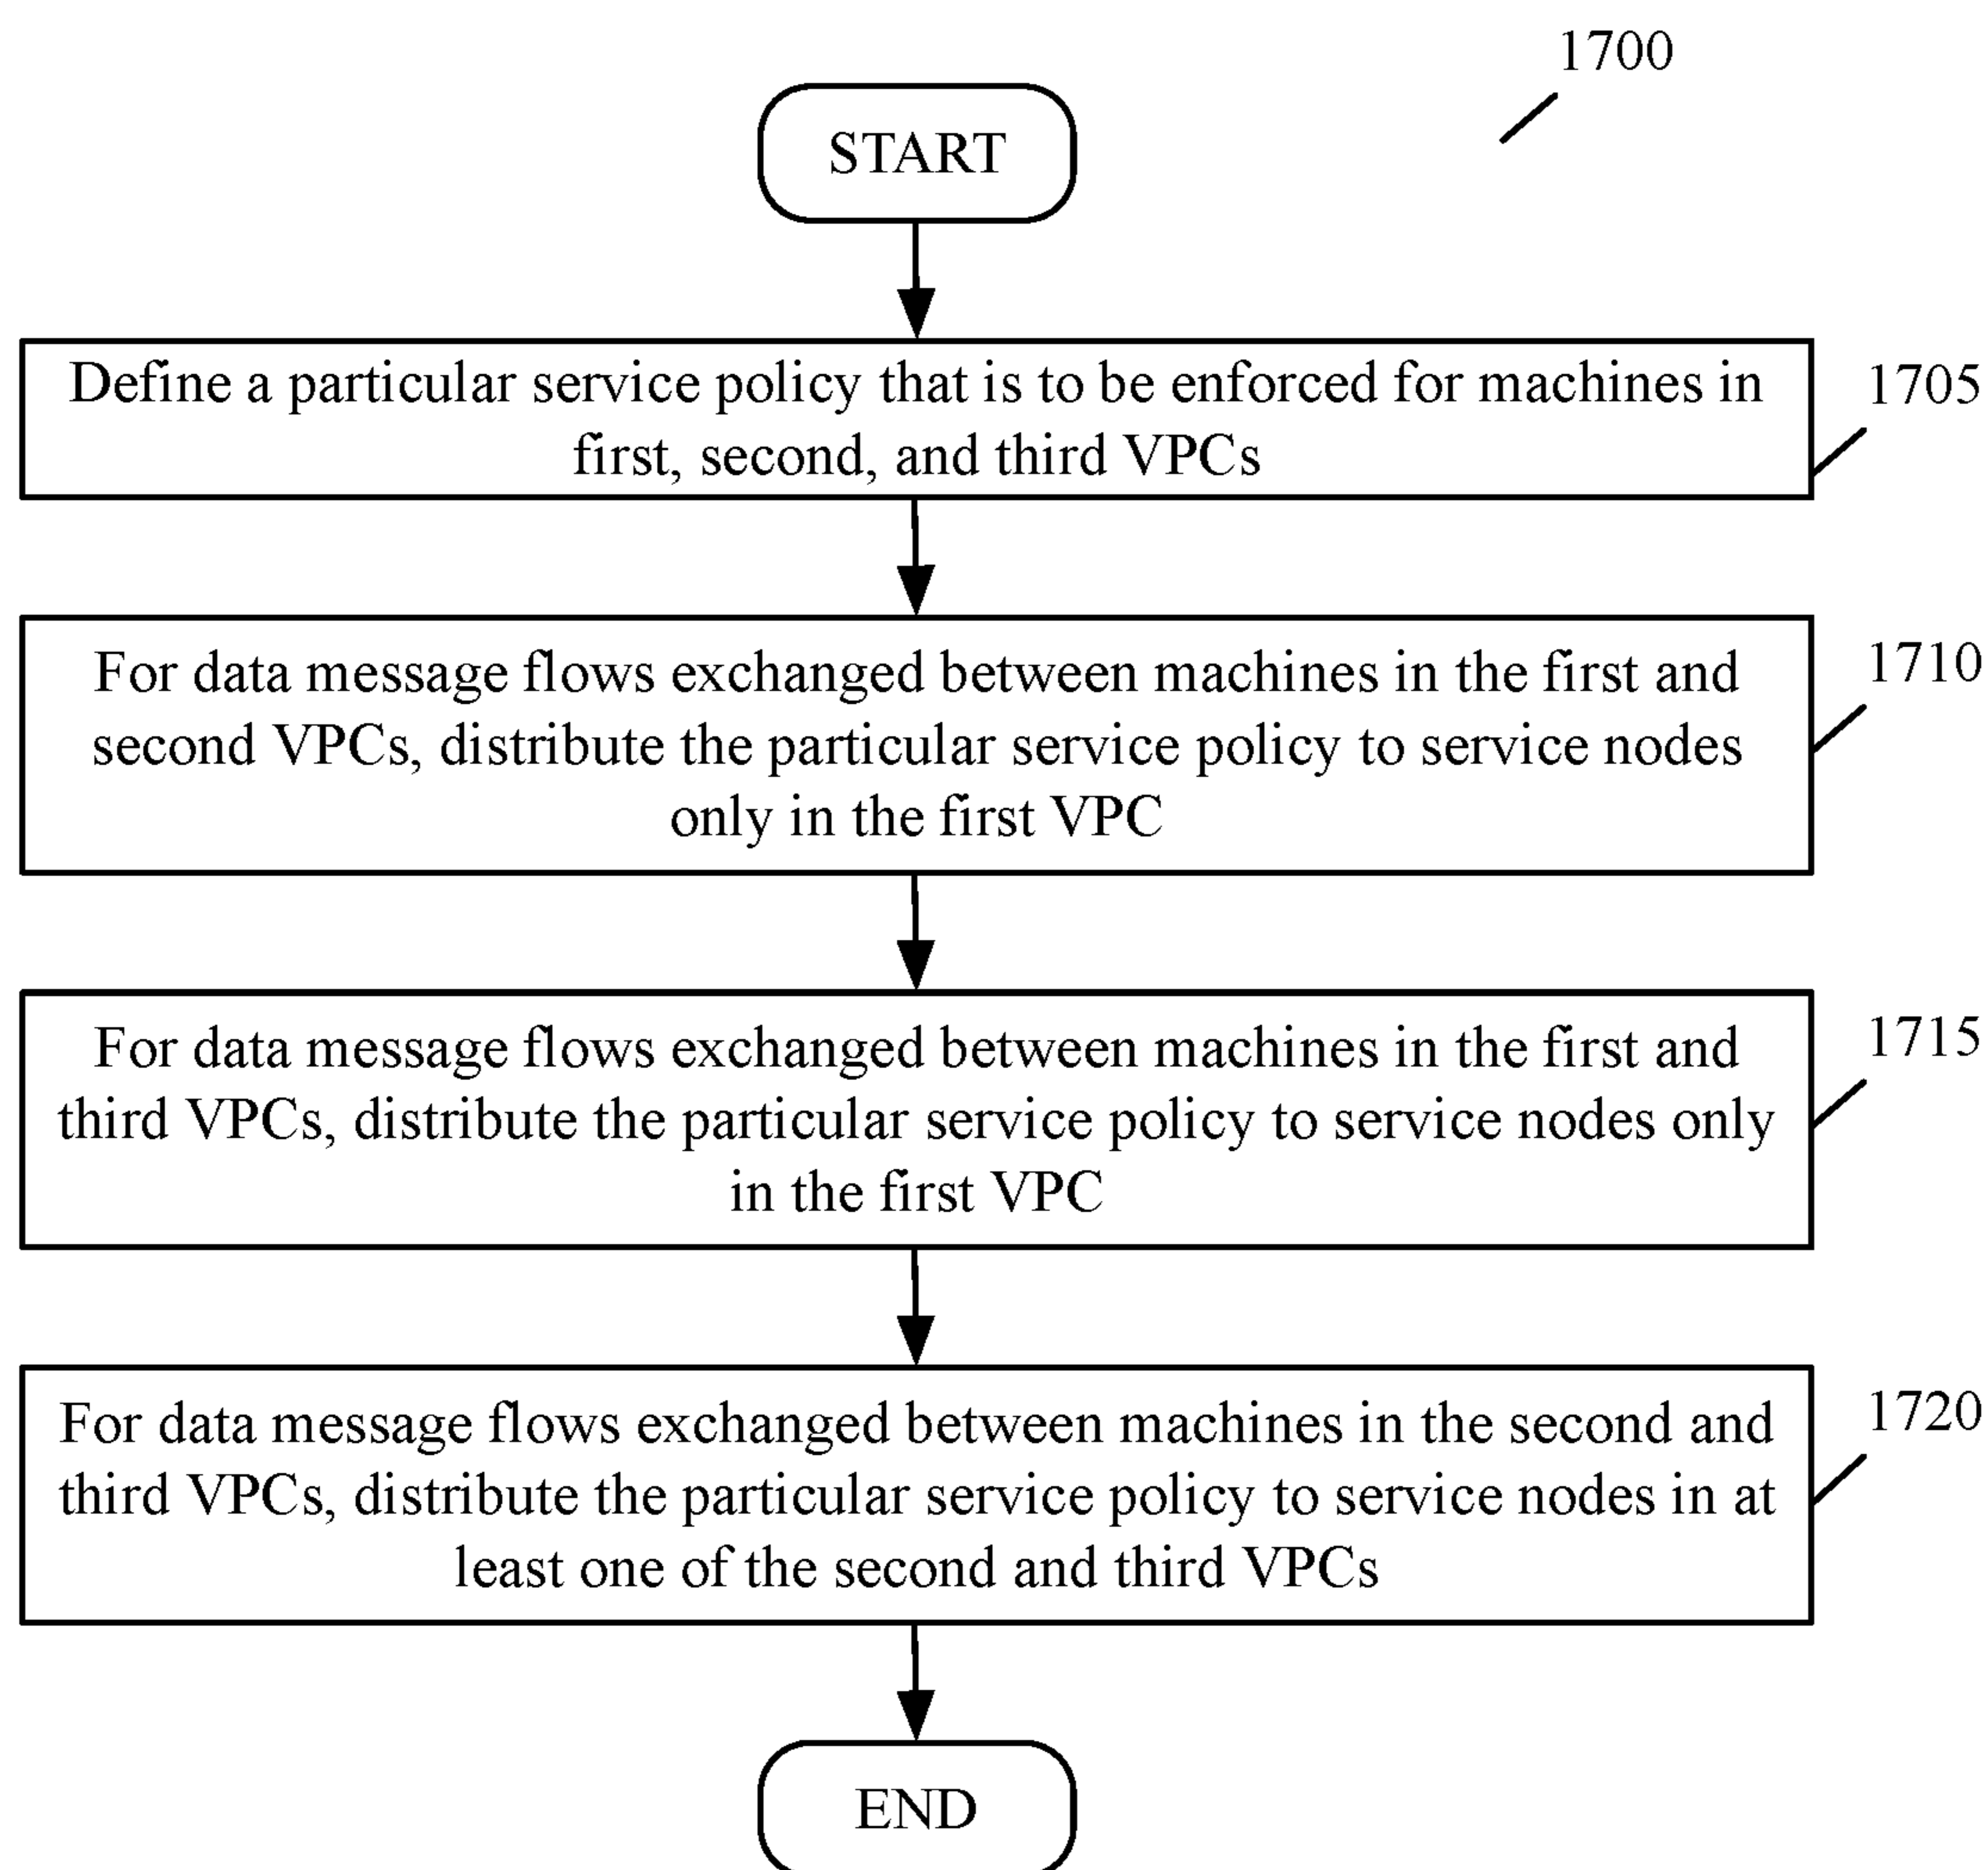 1700
START
Define a particular service policy that is to be enforced for machines in
first, second, and third VPCs
1705
For data message flows exchanged between machines in the first and
second VPCs, distribute the particular service policy to service nodes
only in the first VPC
1710
For data message flows exchanged between machines in the first and
third VPCs, distribute the particular service policy to service nodes only
in the first VPC
1715
For data message flows exchanged between machines in the second and
third VPCs, distribute the particular service policy to service nodes in at
least one of the second and third VPCs
1720
END